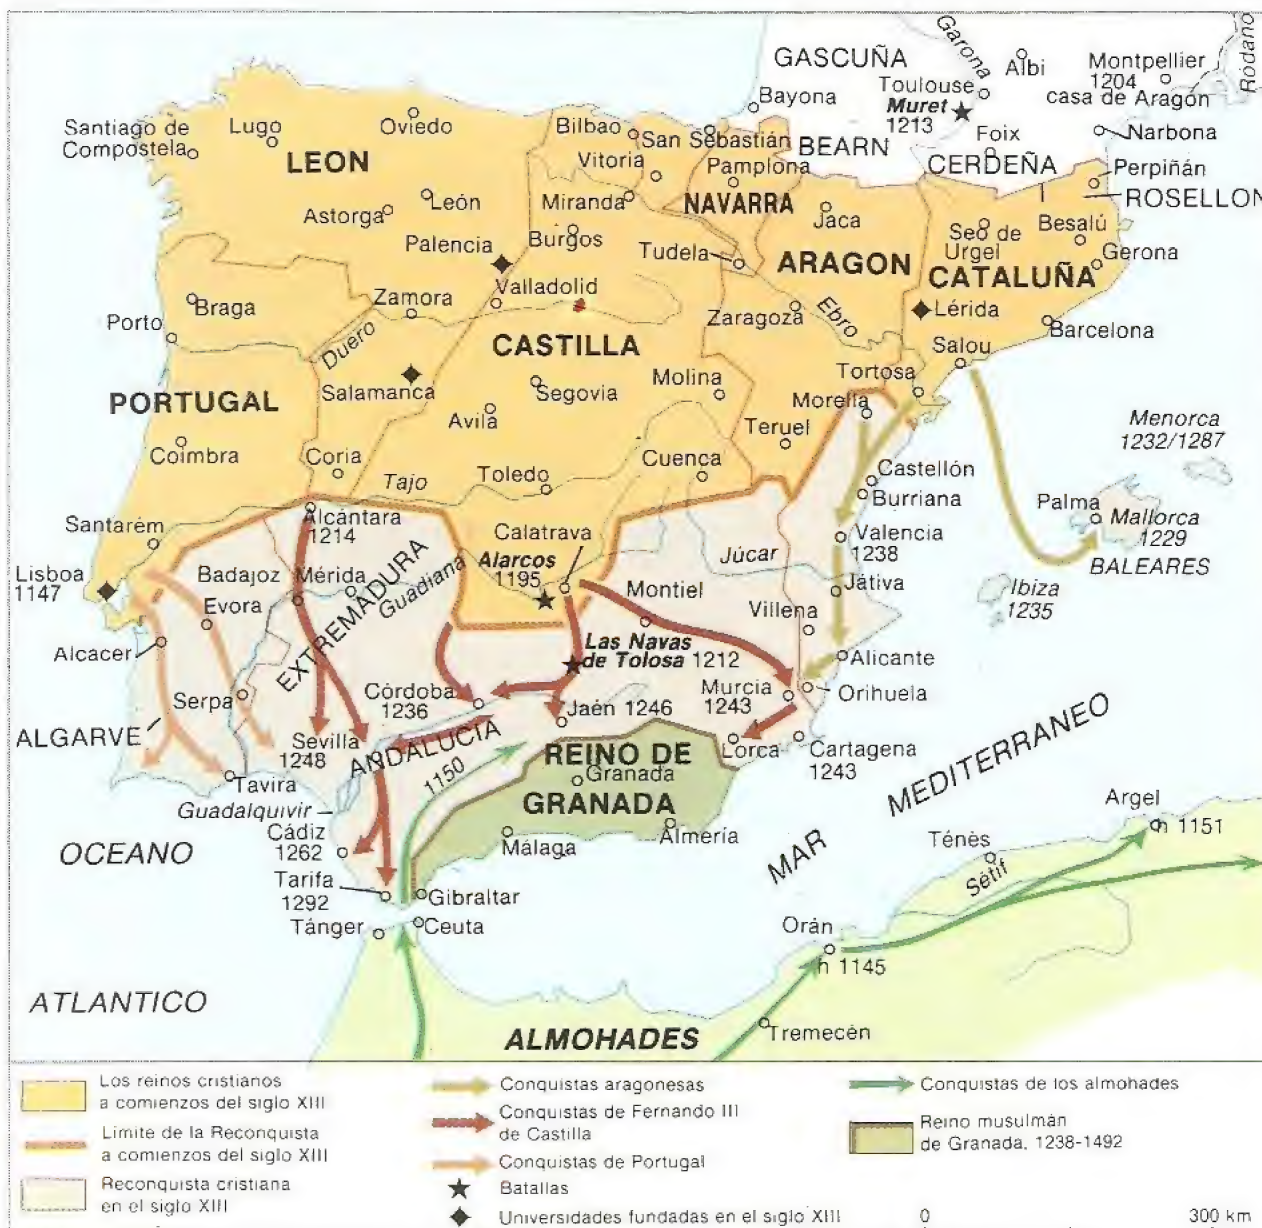 GASCUÑA
Garona
Albi
Montpellier
1204
casa de Aragón
Ródano
Toulouse
Bayona
Muret
1213
Foix
Narbona
BEARN
CERDEÑA
Perpiñán
ROSELLON
Santiago de
Compostela
Lugo
Oviedo
Bilbao
San Sebastián
Vitoria
Pamplona
LEON
NAVARRA
Astorga
León
Miranda
Jaca
Seo de
Urgel
Besalú
Gerona
Palencia
Burgos
Tudela
ARAGON
CATALUÑA
Braga
Zamora
Valladolid
Zaragoza
Ebro
Lérida
Porto
Duero
CASTILLA
Barcelona
Salou
Salamanca
Segovia
Molina
Tortosa
PORTUGAL
Avila
Morella
Teruel
Menorca
1232/1287
Coimbra
Coria
Tajo
Toledo
Cuenca
Castellón
Burriana
Palma
Mallorca
1229
BALEARES
Santarém
Alcántara
1214
Calatrava
Valencia
1238
Lisboa
1147
Badajoz
Mérida
EXTREMADURA
Guadiana
Alarcos
1195
Júcar
Játiva
Ibiza
1235
Evora
Montiel
Villena
Alcacer
Las Navas
de Tolosa 1212
Alicante
Serpa
Córdoba
1236
Murcia
1243
Orihuela
ALGARVE
Sevilla
1248
ANDALUCÍA
Jaén 1246
Lorca
Cartagena
1243
Tavira
1150
REINO DE
Granada
GRANADA
Guadalquivir
Cádiz
1262
Málaga
Almería
MAR
MEDITERRANEO
Argel
h 1151
OCEANO
Ténès
Sétif
Tarifa
1292
Gibraltar
Tánger
Ceuta
Orán
h 1145
ATLANTICO
ALMOHADES
Tremecén
Los reinos cristianos
a comienzos del siglo XIII
Límite de la Reconquista
a comienzos del siglo XIII
Reconquista cristiana
en el siglo XIII
Conquistas aragonesas
Conquistas de Fernando III
de Castilla
Conquistas de Portugal
Batallas
Universidades fundadas en el siglo XIII
Conquistas de los almohades
Reino musulmán
de Granada, 1238-1492
0
300 km